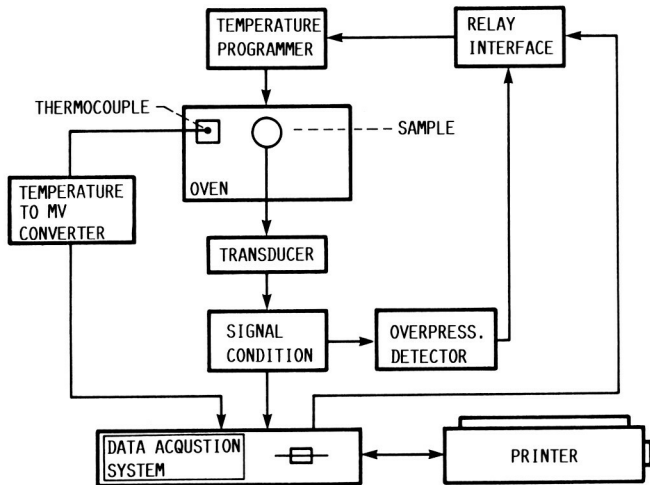 TEMPERATURE
PROGRAMMER
RELAY
INTERFACE
THERMOCOUPLE
SAMPLE
OVEN
TEMPERATURE
TO MV
CONVERTER
TRANSDUCER
SIGNAL
CONDITION
OVERPRESS.
DETECTOR
DATA ACQUSTION
SYSTEM
PRINTER